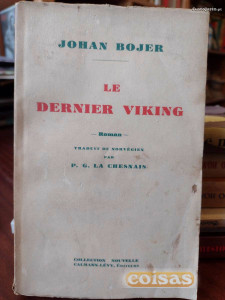 JOHAN BOJER
LE
DERNIER VIKING
— Roman —
TRADUIT DU NORVÉGIEN
PAR
P. G. LA CHESNAIS
COLLECTION NOUVELLE
CALMANN-LÉVY, ÉDITEURS
coisas